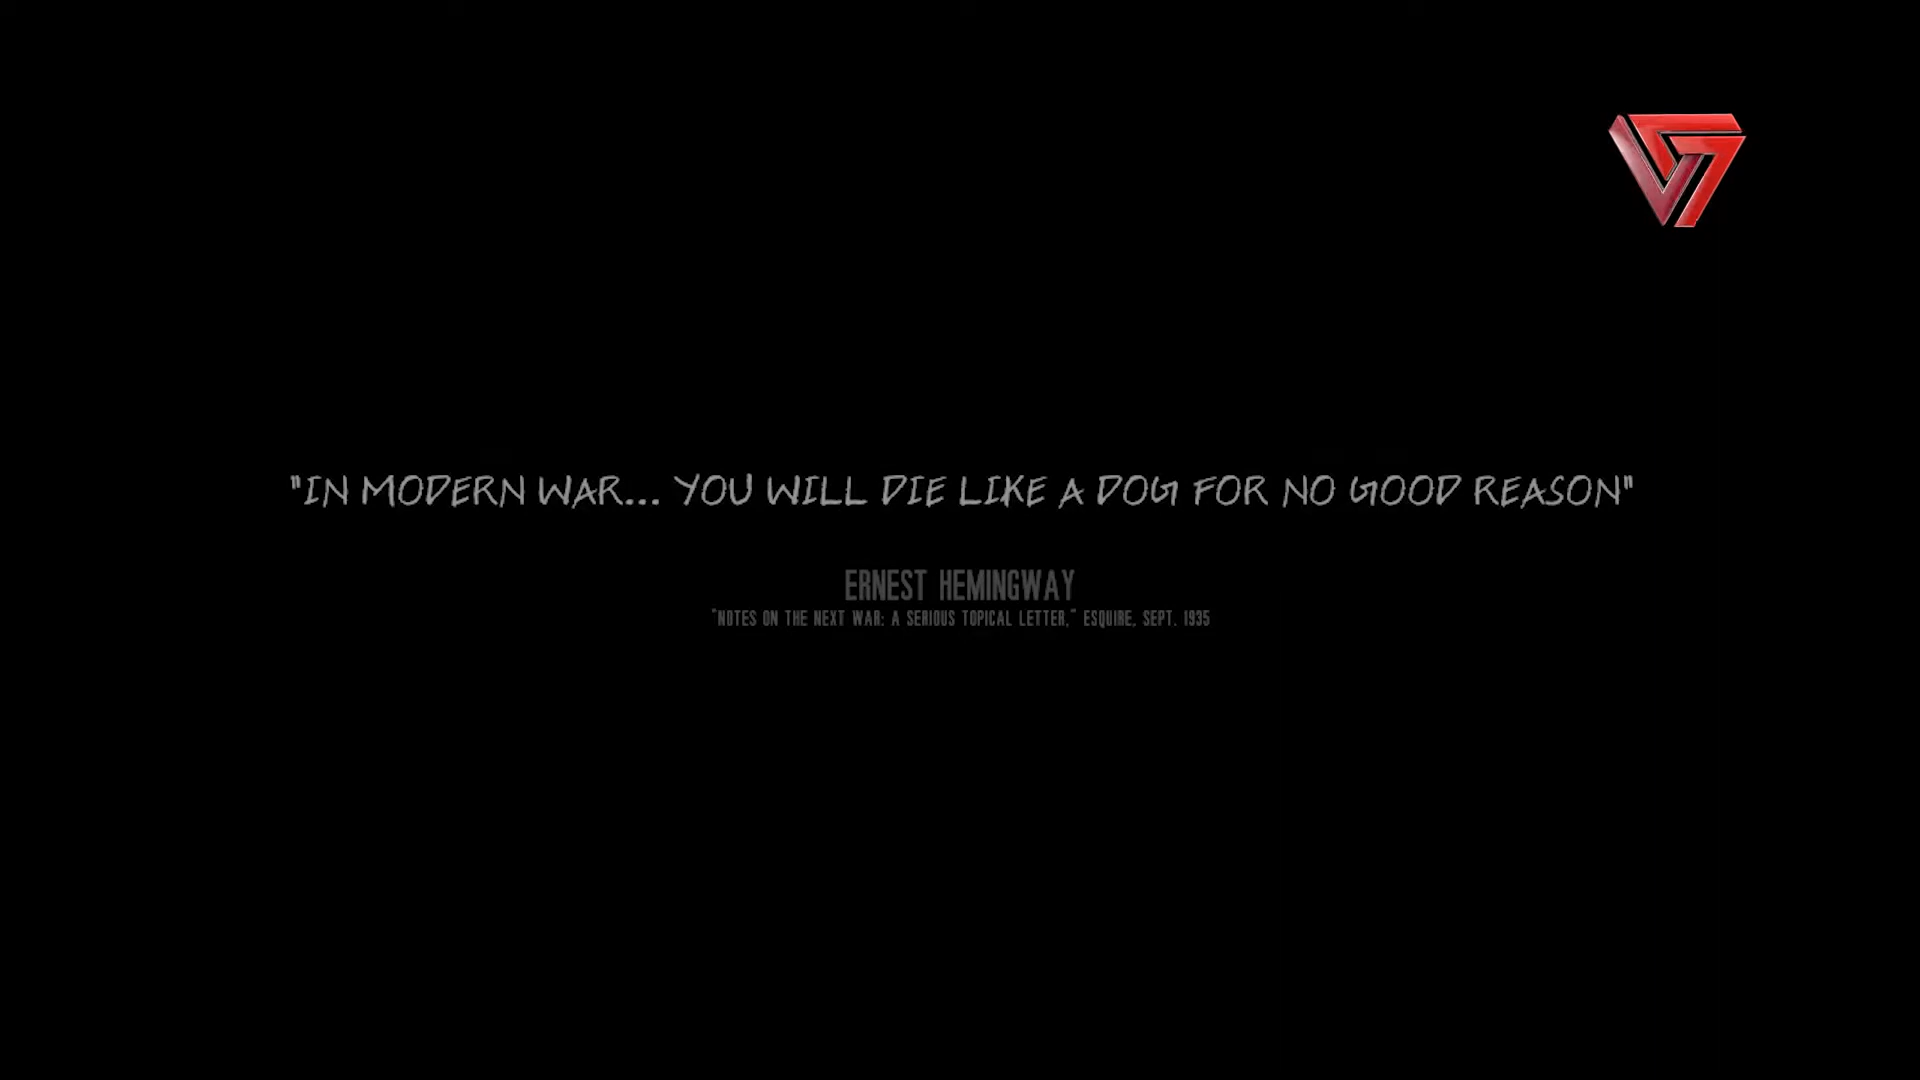 "IN MODERN WAR... YOU WILL DIE LIKE A DOG FOR NO GOOD REASON"
ERNEST HEMINGWAY
"NOTES ON THE NEXT WAR: A SERIOUS TOPICAL LETTER," ESQUIRE, SEPT. 1935